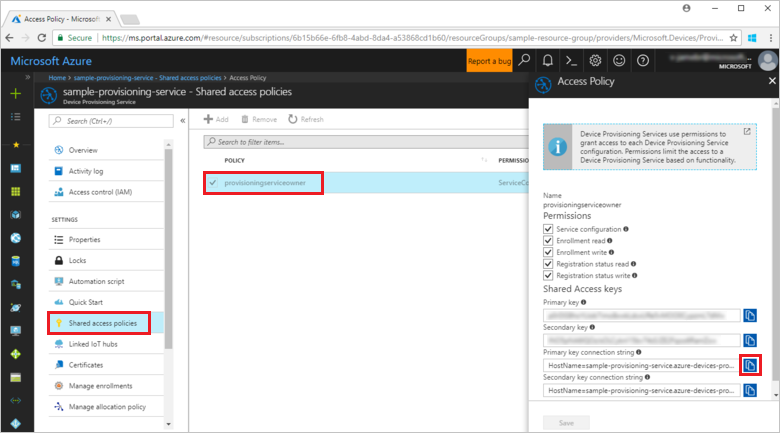 Access Policy - Microsoft
Secure
https://ms.portal.azure.com/#resource/subscriptions/6b15b66e-6fb8-4abd-8da4-a53868cd1b60/resourceGroups/sample-resource-group/providers/Microsoft.Devices/Provi...
Microsoft Azure
Report a bug
MICROSOFT
Home > sample-provisioning-service - Shared access policies > Access Policy
sample-provisioning-service - Shared access policies
Device Provisioning Service
Search (Ctrl+/)
Overview
Activity log
Access control (IAM)
SETTINGS
Properties
Locks
Automation script
Quick Start
Shared access policies
Linked IoT hubs
Certificates
Manage enrollments
Manage allocation policy
Add
Remove
Refresh
Search to filter items...
POLICY
PERMISSION
provisioningserviceowner
ServiceCo
Access Policy
Device Provisioning Services use permissions to
grant access to each Device Provisioning Service
configuration. Permissions limit the access to a
Device Provisioning Service based on functionality.
Name
provisioningserviceowner
Permissions
Service configuration
Enrollment read
Enrollment write
Registration status read
Registration status write
Shared Access keys
Primary key
Secondary key
Primary key connection string
HostName=sample-provisioning-service.azure-devices-pro...
Secondary key connection string
HostName=sample-provisioning-service.azure-devices-pro...
Save